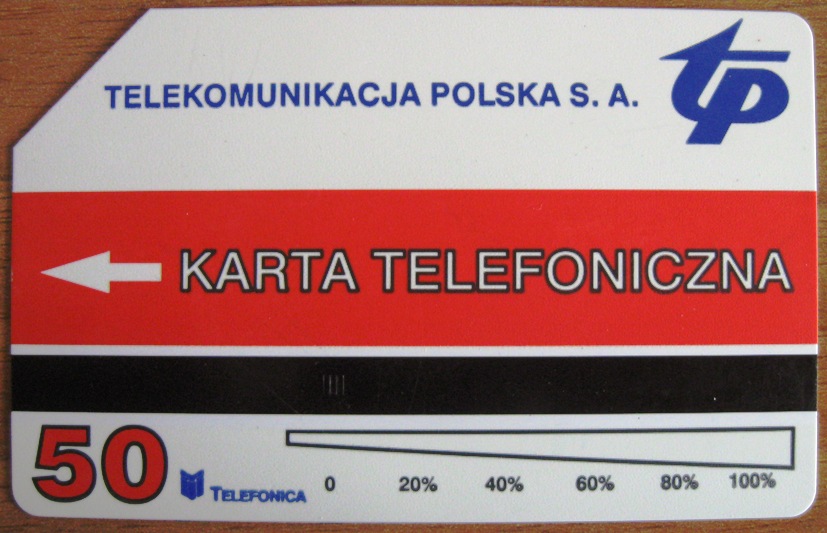 TELEKOMUNIKACJA POLSKA S. A.
TP
KARTA TELEFONICZNA
50
TELEFONICA
0 20% 40% 60% 80% 100%